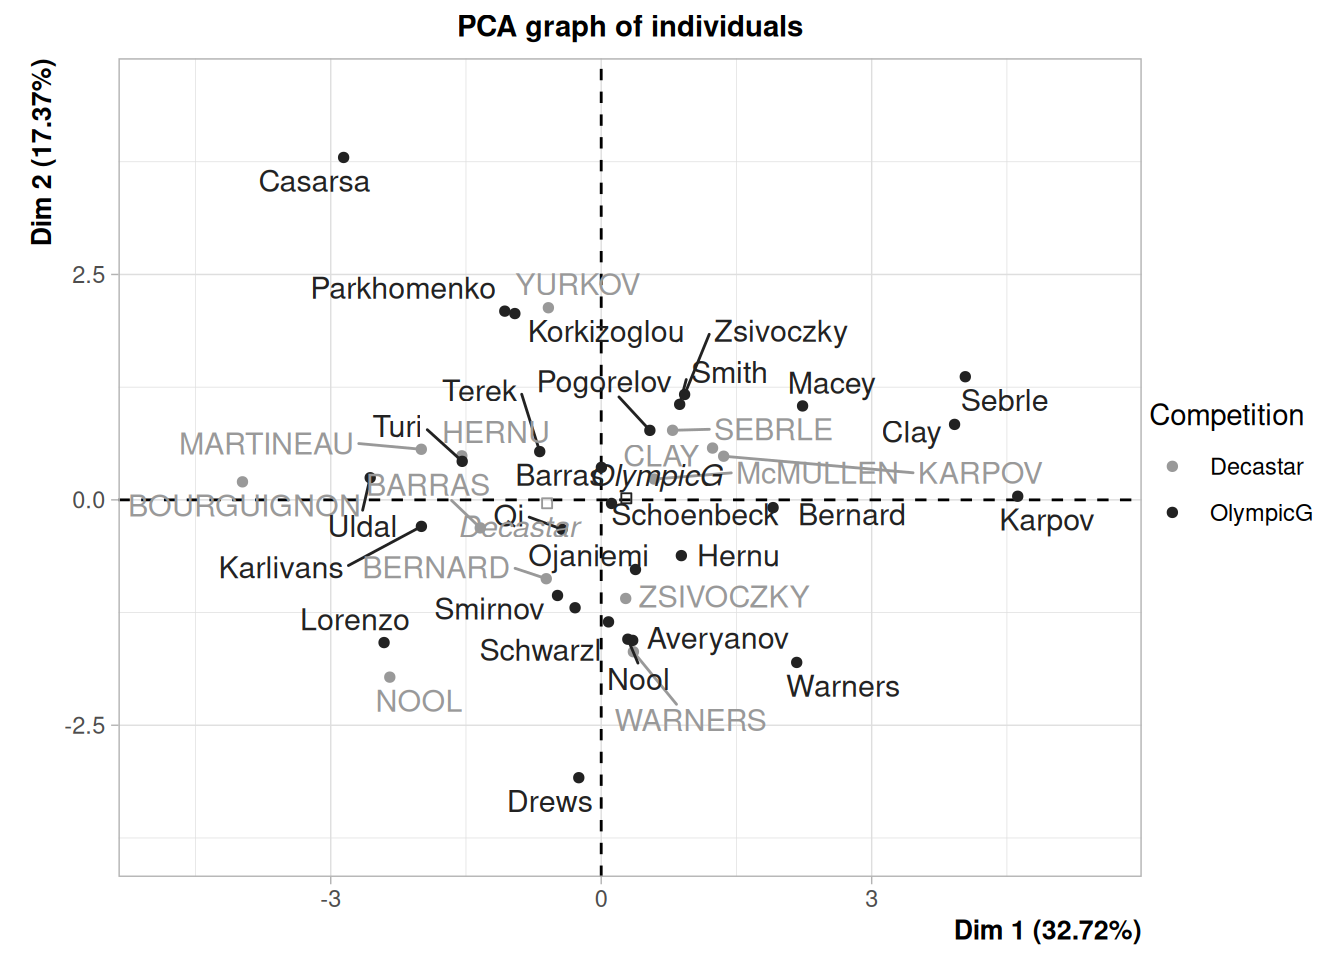 PCA graph of individuals
Dim 2 (17.37%)
Casarsa
2.5
Parkhomenko
YURKOV
Korkizoglou
Zsivoczky
Smith
Pogorelov
Macey
Terek
Sebrle
Turi
HERNU
SEBRLE
Clay
MARTINEAU
CLAY
McMULLEN
KARPOV
Barras
OlympicG
BARRAS
0.0
BOURGUIGNON
Uldal
Qi
Decastar
Schoenbeck
Bernard
Karpov
Karlivans
BERNARD
Ojaniemi
Hernu
Smirnov
ZSIVOCZKY
Lorenzo
Schwarzl
Averyanov
Nool
Warners
NOOL
WARNERS
-2.5
Drews
-3
0
3
Dim 1 (32.72%)
Competition
Decastar
OlympicG